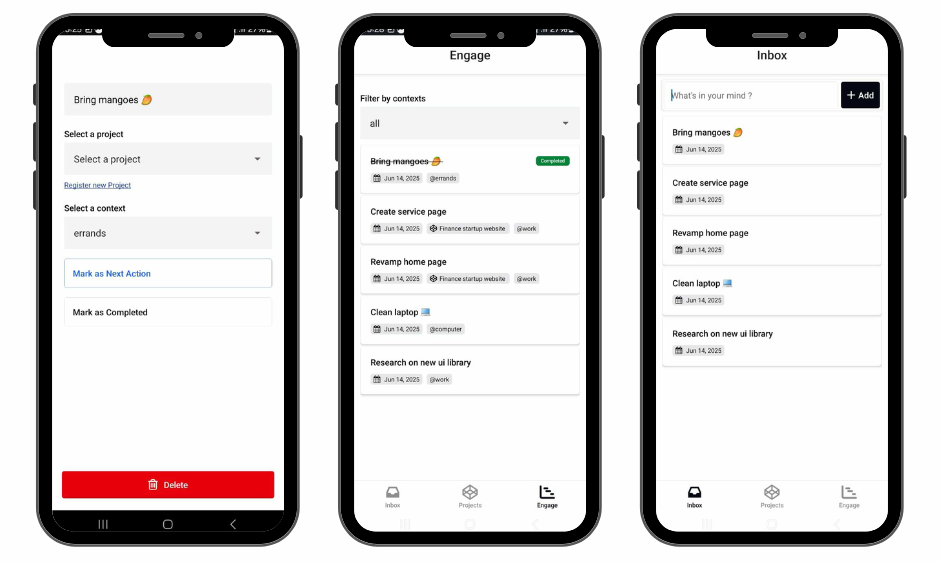 Bring mangoes 🥭
Select a project
Select a project
Register new Project
Select a context
errands
Mark as Next Action
Mark as Completed
Delete
Engage
Filter by contexts
all
Bring mangoes 🥭
Completed
Jun 14, 2025 @errands
Create service page
Jun 14, 2025 Finance startup website @work
Revamp home page
Jun 14, 2025 Finance startup website @work
Clean laptop 💻
Jun 14, 2025 @computer
Research on new ui library
Jun 14, 2025 @work
Inbox Projects Engage
Inbox
What's in your mind ?
+ Add
Bring mangoes 🥭
Jun 14, 2025
Create service page
Jun 14, 2025
Revamp home page
Jun 14, 2025
Clean laptop 💻
Jun 14, 2025
Research on new ui library
Jun 14, 2025
Inbox Projects Engage